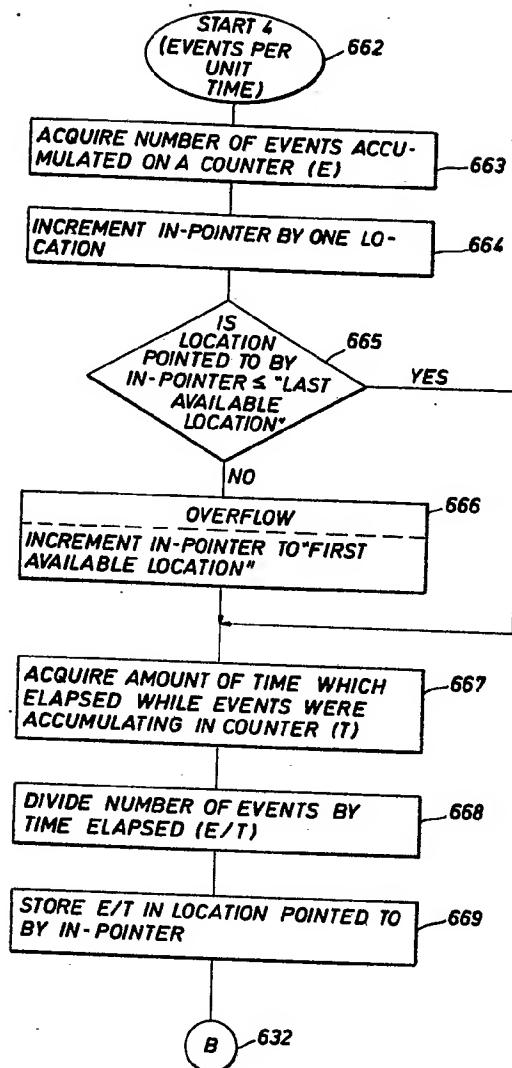 START 4
(EVENTS PER
UNIT
TIME)
662
ACQUIRE NUMBER OF EVENTS ACCU-
MULATED ON A COUNTER (E)
663
INCREMENT IN-POINTER BY ONE LO-
CATION
664
IS
LOCATION
POINTED TO BY
IN-POINTER ≤ "LAST
AVAILABLE
LOCATION"
665
YES
NO
OVERFLOW
666
INCREMENT IN-POINTER TO "FIRST
AVAILABLE LOCATION"
ACQUIRE AMOUNT OF TIME WHICH
ELAPSED WHILE EVENTS WERE
ACCUMULATING IN COUNTER (T)
667
DIVIDE NUMBER OF EVENTS BY
TIME ELAPSED (E/T)
668
STORE E/T IN LOCATION POINTED TO
BY IN-POINTER
669
B
632